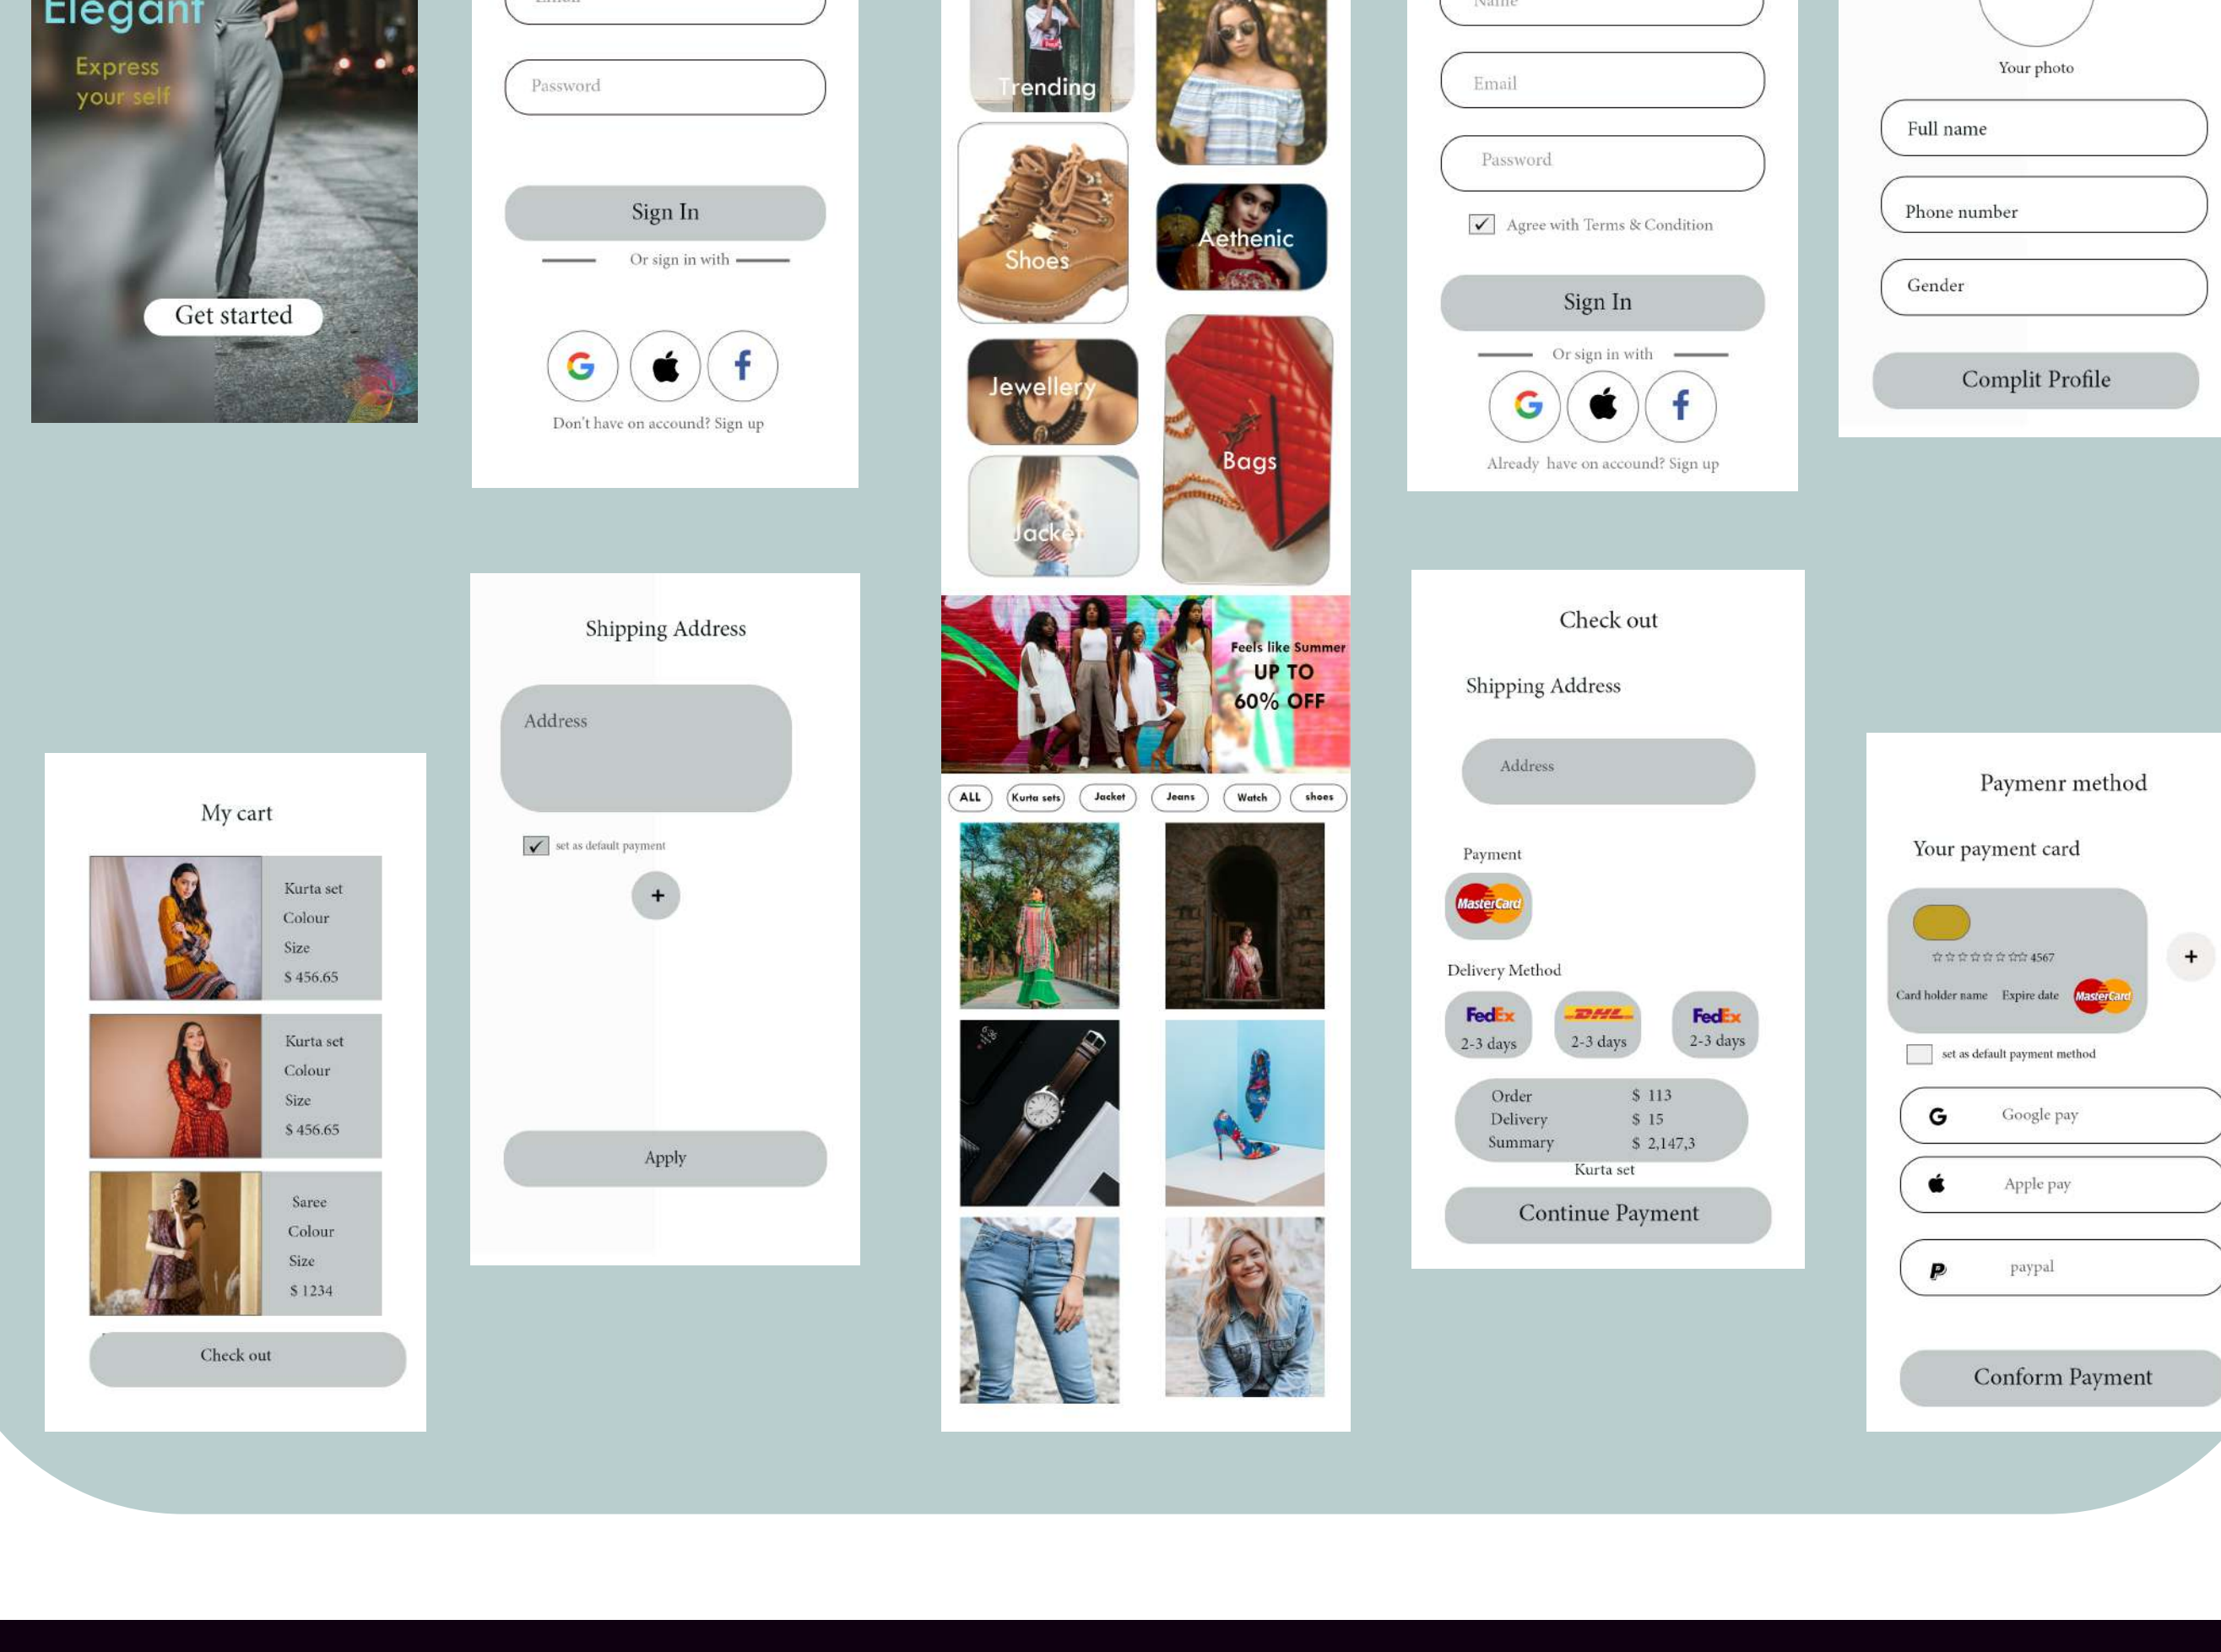 Elegant
Express
your self
Get started
Email
Password
Sign In
Or sign in with
Don't have on accound? Sign up
Trending
Shoes
Aethenic
Jewellery
Bags
Jacket
Feels like Summer
UP TO
60% OFF
ALL
Kurta sets
Jacket
Jeans
Watch
shoes
Name
Email
Password
Agree with Terms & Condition
Sign In
Or sign in with
Already have on accound? Sign up
Your photo
Full name
Phone number
Gender
Complit Profile
My cart
Kurta set
Colour
Size
$ 456.65
Kurta set
Colour
Size
$ 456.65
Saree
Colour
Size
$ 1234
Check out
Shipping Address
Address
set as default payment
+
Apply
Check out
Shipping Address
Address
Payment
MasterCard
Delivery Method
FedEx
2-3 days
DHL
2-3 days
FedEx
2-3 days
Order $ 113
Delivery $ 15
Summary $ 2,147,3
Kurta set
Continue Payment
Paymenr method
Your payment card
☆☆☆☆☆☆☆☆ 4567
Card holder name Expire date MasterCard
+
set as default payment method
Google pay
Apple pay
paypal
Conform Payment